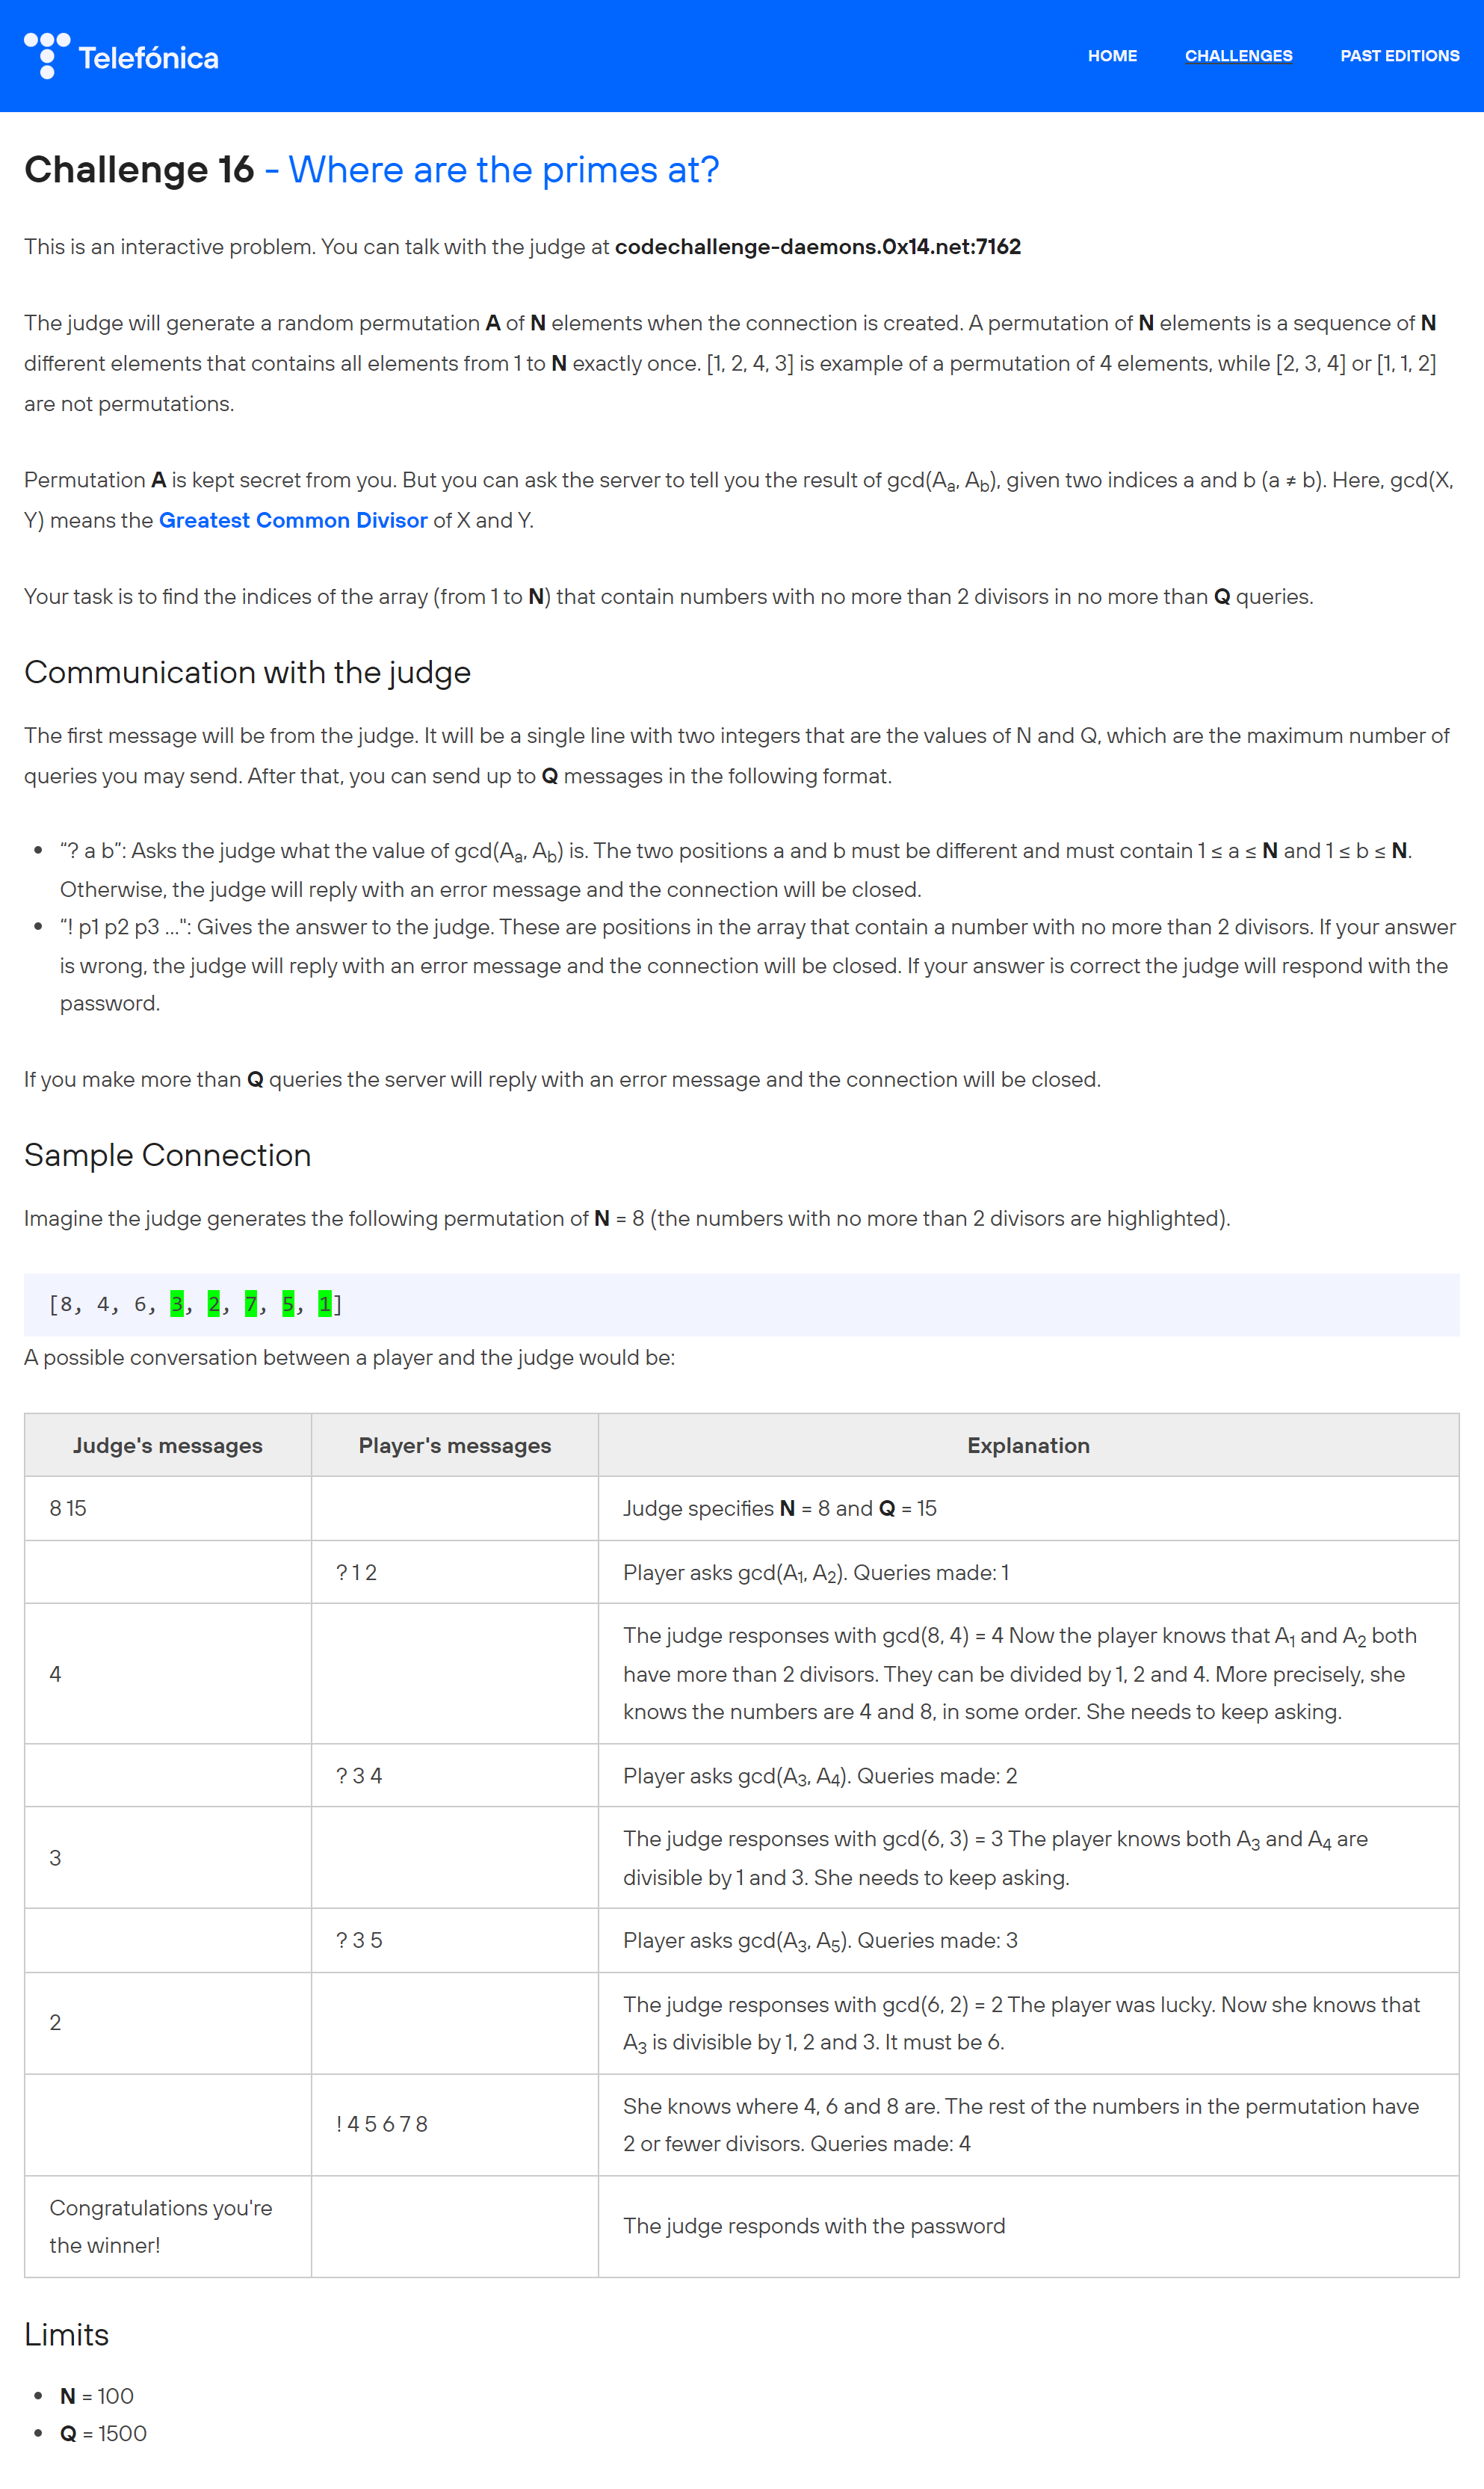 Telefónica
HOME CHALLENGES PAST EDITIONS
Challenge 16 - Where are the primes at?
This is an interactive problem. You can talk with the judge at codechallenge-daemons.0x14.net:7162
The judge will generate a random permutation A of N elements when the connection is created. A permutation of N elements is a sequence of N
different elements that contains all elements from 1 to N exactly once. [1, 2, 4, 3] is example of a permutation of 4 elements, while [2, 3, 4] or [1, 1, 2]
are not permutations.
Permutation A is kept secret from you. But you can ask the server to tell you the result of gcd(Aa, Ab), given two indices a and b (a ≠ b). Here, gcd(X,
Y) means the Greatest Common Divisor of X and Y.
Your task is to find the indices of the array (from 1 to N) that contain numbers with no more than 2 divisors in no more than Q queries.
Communication with the judge
The first message will be from the judge. It will be a single line with two integers that are the values of N and Q, which are the maximum number of
queries you may send. After that, you can send up to Q messages in the following format.
• “? a b”: Asks the judge what the value of gcd(Aa, Ab) is. The two positions a and b must be different and must contain 1 ≤ a ≤ N and 1 ≤ b ≤ N.
Otherwise, the judge will reply with an error message and the connection will be closed.
• “! p1 p2 p3 ...": Gives the answer to the judge. These are positions in the array that contain a number with no more than 2 divisors. If your answer
is wrong, the judge will reply with an error message and the connection will be closed. If your answer is correct the judge will respond with the
password.
If you make more than Q queries the server will reply with an error message and the connection will be closed.
Sample Connection
Imagine the judge generates the following permutation of N = 8 (the numbers with no more than 2 divisors are highlighted).
[8, 4, 6, 3, 2, 7, 5, 1]
A possible conversation between a player and the judge would be:
Judge's messages Player's messages Explanation
8 15 Judge specifies N = 8 and Q = 15
? 1 2 Player asks gcd(A1, A2). Queries made: 1
4 The judge responses with gcd(8, 4) = 4 Now the player knows that A1 and A2 both
have more than 2 divisors. They can be divided by 1, 2 and 4. More precisely, she
knows the numbers are 4 and 8, in some order. She needs to keep asking.
? 3 4 Player asks gcd(A3, A4). Queries made: 2
3 The judge responses with gcd(6, 3) = 3 The player knows both A3 and A4 are
divisible by 1 and 3. She needs to keep asking.
? 3 5 Player asks gcd(A3, A5). Queries made: 3
2 The judge responses with gcd(6, 2) = 2 The player was lucky. Now she knows that
A3 is divisible by 1, 2 and 3. It must be 6.
! 4 5 6 7 8 She knows where 4, 6 and 8 are. The rest of the numbers in the permutation have
2 or fewer divisors. Queries made: 4
Congratulations you're
the winner! The judge responds with the password
Limits
• N = 100
• Q = 1500